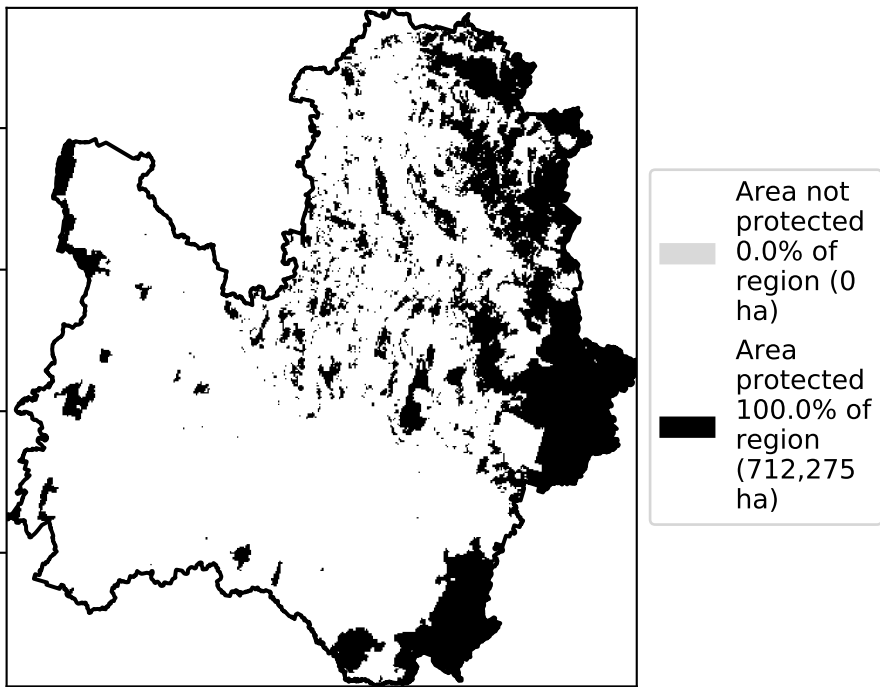 Area not
protected
0.0% of
region (0
ha)
Area
protected
100.0% of
region
(712,275
ha)